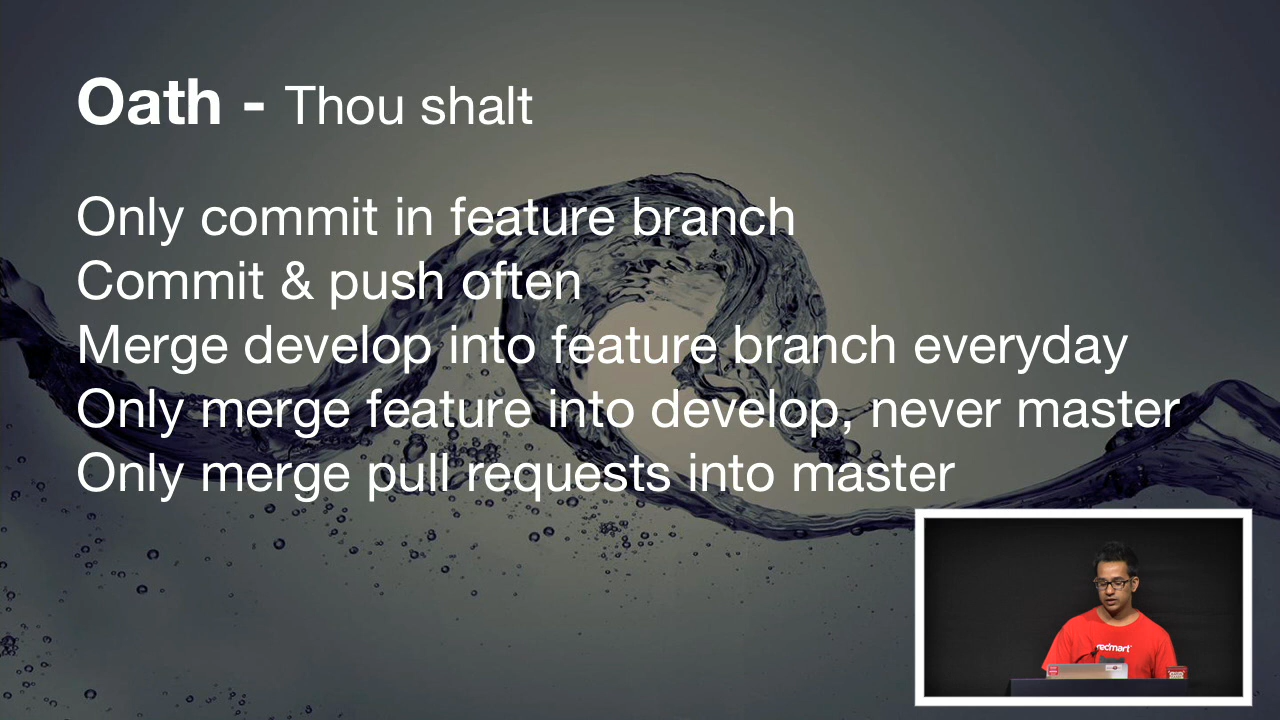 Oath - Thou shalt
Only commit in feature branch
Commit & push often
Merge develop into feature branch everyday
Only merge feature into develop, never master
Only merge pull requests into master
redmart